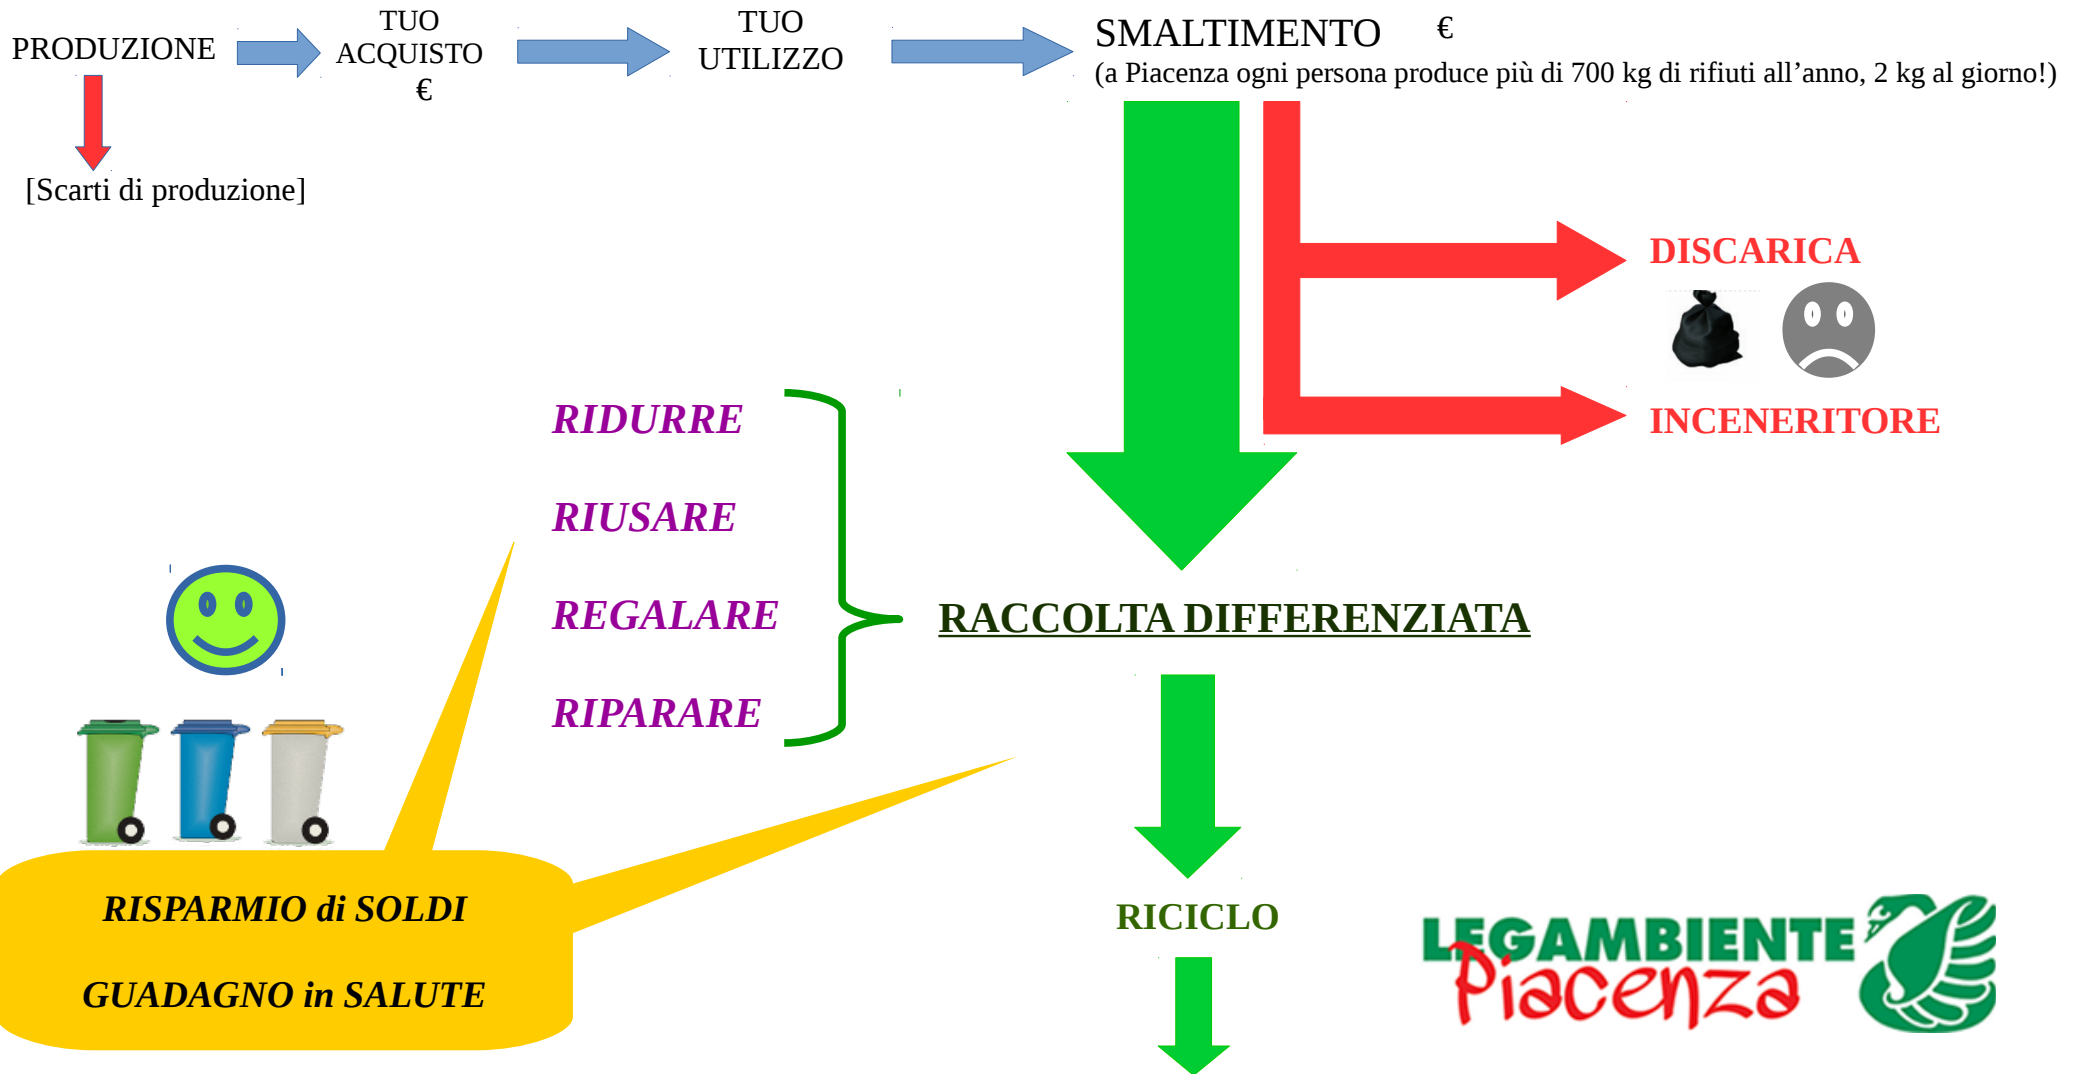 PRODUZIONE
TUO
ACQUISTO
€
TUO
UTILIZZO
SMALTIMENTO €
(a Piacenza ogni persona produce più di 700 kg di rifiuti all’anno, 2 kg al giorno!)
[Scarti di produzione]
DISCARICA
INCENERITORE
RIDURRE
RIUSARE
REGALARE
RIPARARE
RACCOLTA DIFFERENZIATA
RICICLO
RISPARMIO di SOLDI
GUADAGNO in SALUTE
LEGAMBIENTE
Piacenza